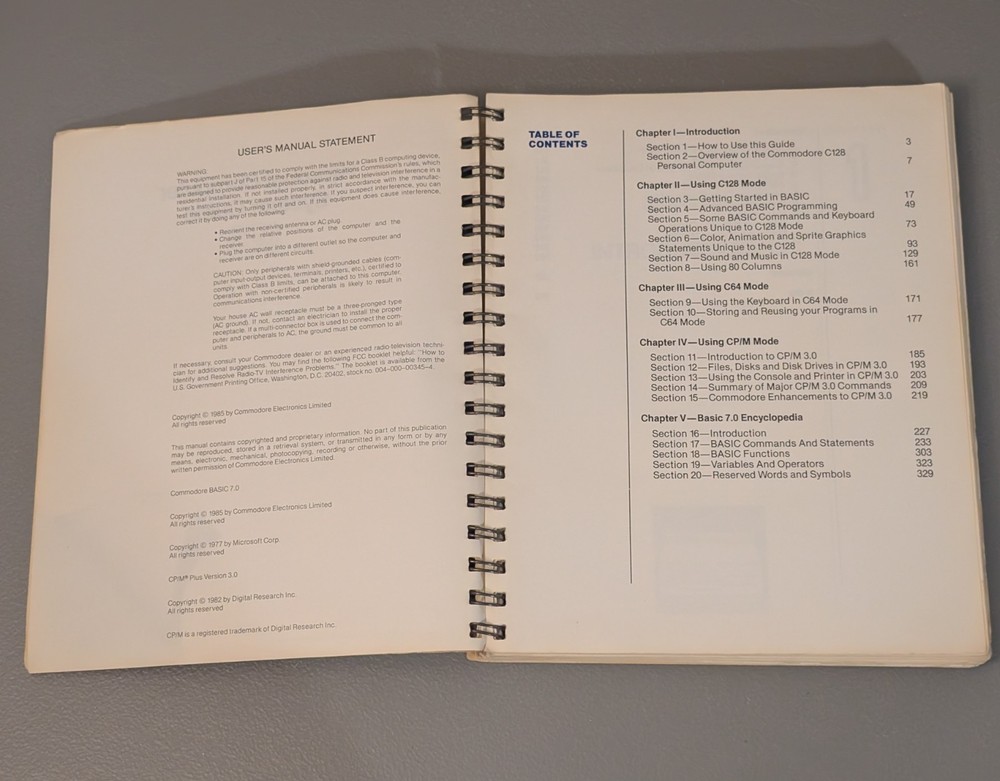 USER'S MANUAL STATEMENT
WARNING:
This equipment has been certified to comply with the limits for a Class B computing device,
pursuant to subpart J of Part 15 of the Federal Communications Commission's rules, which
are designed to provide reasonable protection against radio and television interference in a
residential installation. If not installed properly, in strict accordance with the manufac-
turer's instructions, it may cause such interference. If you suspect interference, you can
test this equipment by turning it off and on. If this equipment does cause interference,
correct it by doing any of the following:
• Reorient the receiving antenna or AC plug.
• Change the relative positions of the computer and the
receiver.
• Plug the computer into a different outlet so the computer and
receiver are on different circuits.
CAUTION: Only peripherals with shield-grounded cables (com-
puter input-output devices, terminals, printers, etc.), certified to
comply with Class B limits, can be attached to this computer.
Operation with non-certified peripherals is likely to result in
communications interference.
Your house AC wall receptacle must be a three-pronged type
(AC ground). If not, contact an electrician to install the proper
receptacle. If a multi-connector box is used to connect the com-
puter and peripherals to AC, the ground must be common to all
units.
If necessary, consult your Commodore dealer or an experienced radio-television techni-
cian for additional suggestions. You may find the following FCC booklet helpful: "How to
Identify and Resolve Radio-TV Interference Problems." The booklet is available from the
U.S. Government Printing Office, Washington, D.C. 20402, stock no. 004-000-00345-4.
Copyright © 1985 by Commodore Electronics Limited
All rights reserved
This manual contains copyrighted and proprietary information. No part of this publication
may be reproduced, stored in a retrieval system, or transmitted in any form or by any
means, electronic, mechanical, photocopying, recording or otherwise, without the prior
written permission of Commodore Electronics Limited.
Commodore BASIC 7.0
Copyright © 1985 by Commodore Electronics Limited
All rights reserved
Copyright © 1977 by Microsoft Corp.
All rights reserved
CP/M® Plus Version 3.0
Copyright © 1982 by Digital Research Inc.
All rights reserved
CP/M is a registered trademark of Digital Research Inc.
TABLE OF
CONTENTS
Chapter I—Introduction
Section 1—How to Use this Guide 3
Section 2—Overview of the Commodore C128
Personal Computer 7
Chapter II—Using C128 Mode
Section 3—Getting Started in BASIC 17
Section 4—Advanced BASIC Programming 49
Section 5—Some BASIC Commands and Keyboard
Operations Unique to C128 Mode 73
Section 6—Color, Animation and Sprite Graphics
Statements Unique to the C128 93
Section 7—Sound and Music in C128 Mode 129
Section 8—Using 80 Columns 161
Chapter III—Using C64 Mode
Section 9—Using the Keyboard in C64 Mode 171
Section 10—Storing and Reusing your Programs in
C64 Mode 177
Chapter IV—Using CP/M Mode
Section 11—Introduction to CP/M 3.0 185
Section 12—Files, Disks and Disk Drives in CP/M 3.0 193
Section 13—Using the Console and Printer in CP/M 3.0 203
Section 14—Summary of Major CP/M 3.0 Commands 209
Section 15—Commodore Enhancements to CP/M 3.0 219
Chapter V—Basic 7.0 Encyclopedia
Section 16—Introduction 227
Section 17—BASIC Commands And Statements 233
Section 18—BASIC Functions 303
Section 19—Variables And Operators 323
Section 20—Reserved Words and Symbols 329